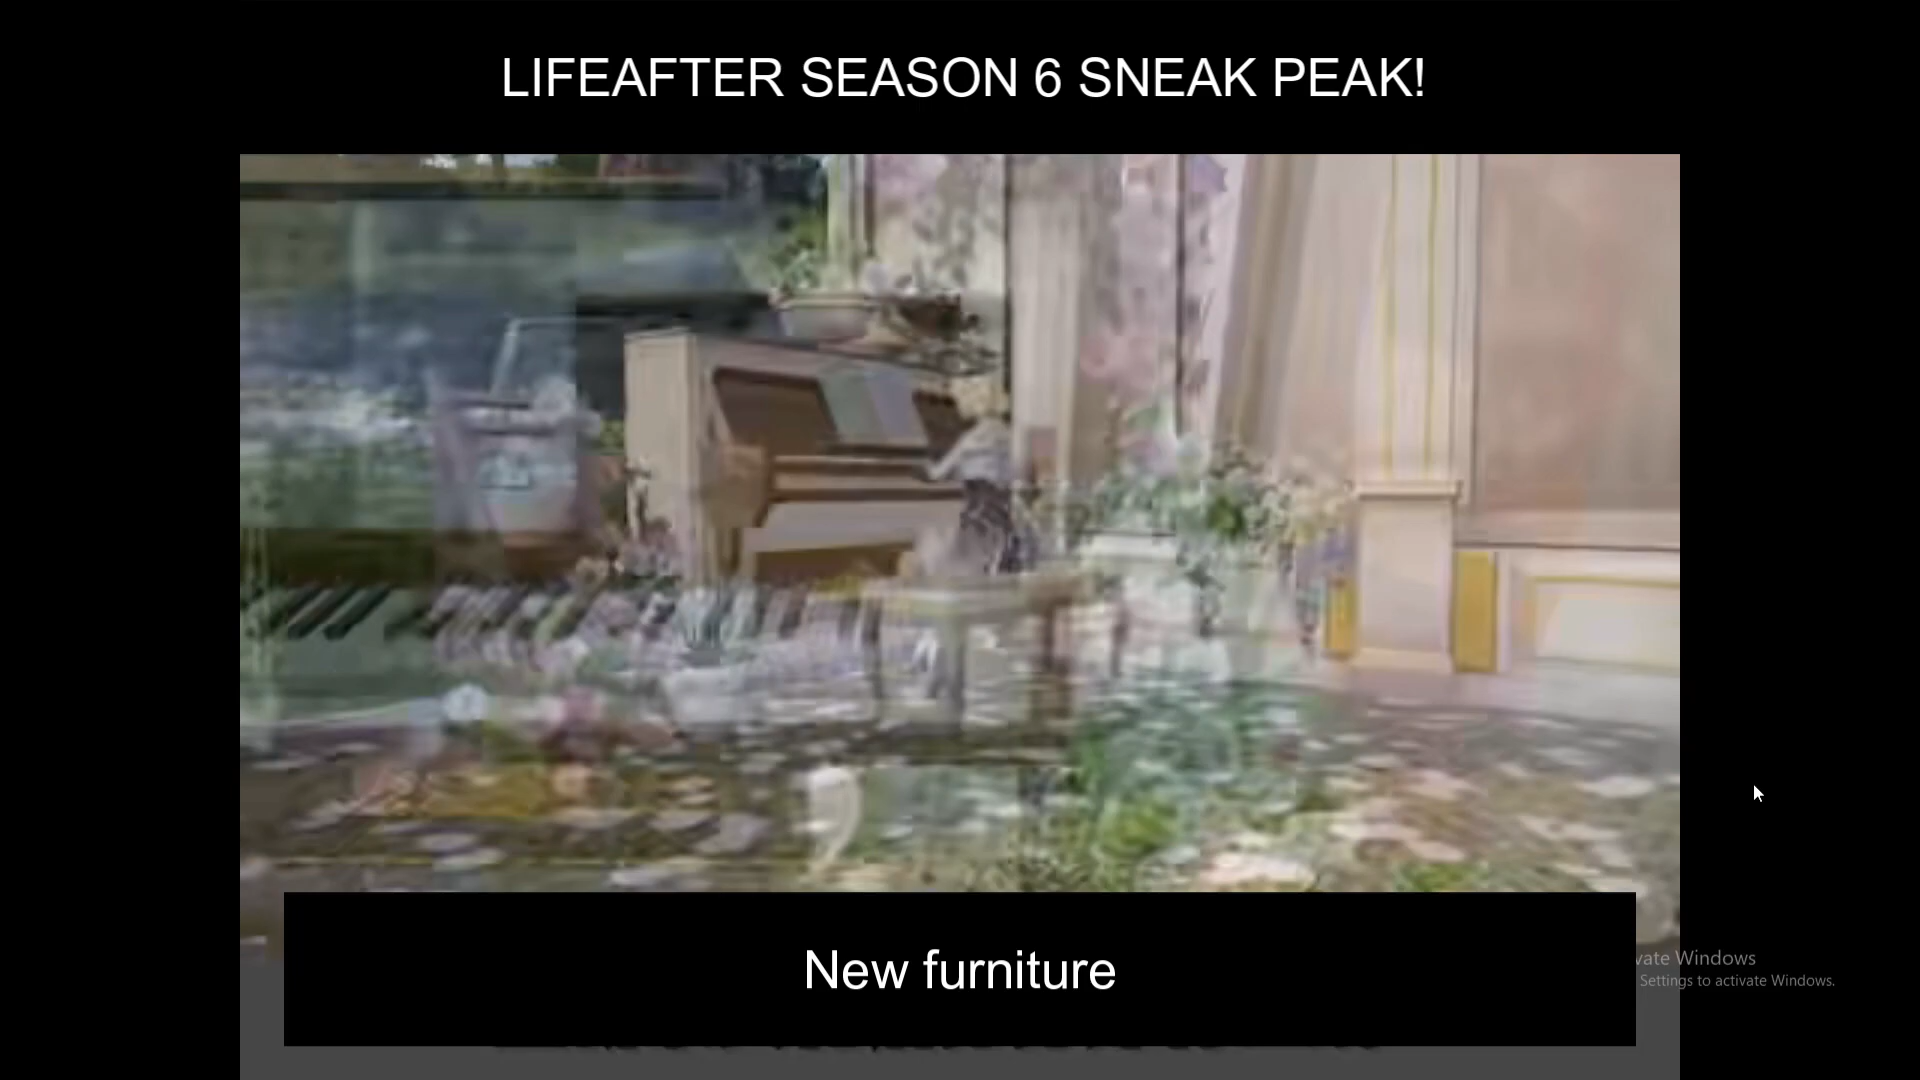 LIFEAFTER SEASON 6 SNEAK PEAK!
New furniture
vate Windows
Settings to activate Windows.